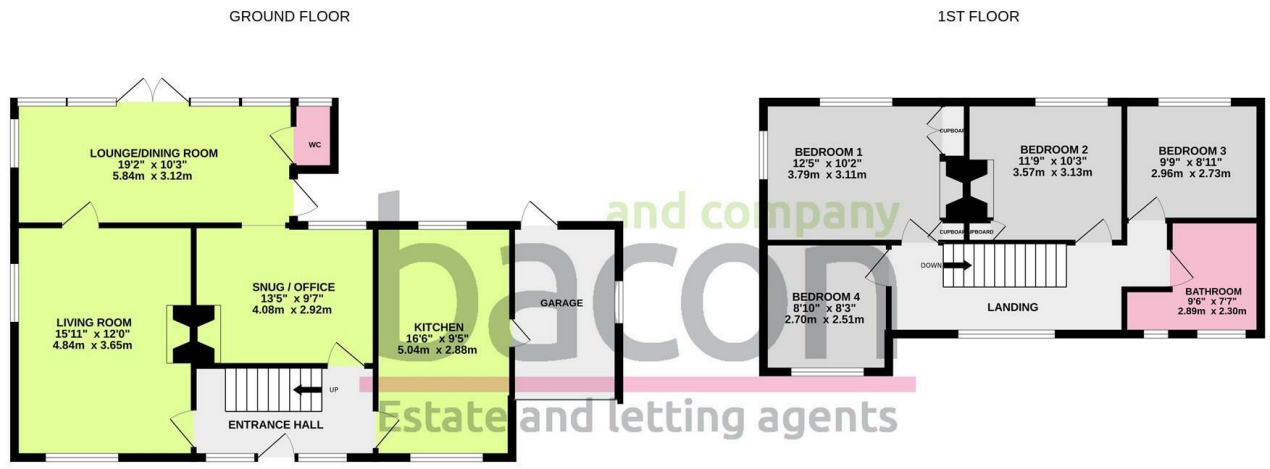 GROUND FLOOR
LOUNGE/DINING ROOM
19'2" x 10'3"
5.84m x 3.12m
WC
LIVING ROOM
15'11" x 12'0"
4.84m x 3.65m
SNUG / OFFICE
13'5" x 9'7"
4.08m x 2.92m
KITCHEN
16'6" x 9'5"
5.04m x 2.88m
GARAGE
UP
ENTRANCE HALL
1ST FLOOR
BEDROOM 1
12'5" x 10'2"
3.79m x 3.11m
CUPBOAR
BEDROOM 2
11'9" x 10'3"
3.57m x 3.13m
BEDROOM 3
9'9" x 8'11"
2.96m x 2.73m
CUPBOAR
UPBOARD
DOWN
BEDROOM 4
8'10" x 8'3"
2.70m x 2.51m
LANDING
BATHROOM
9'6" x 7'7"
2.89m x 2.30m
and company
bacon
Estate and letting agents